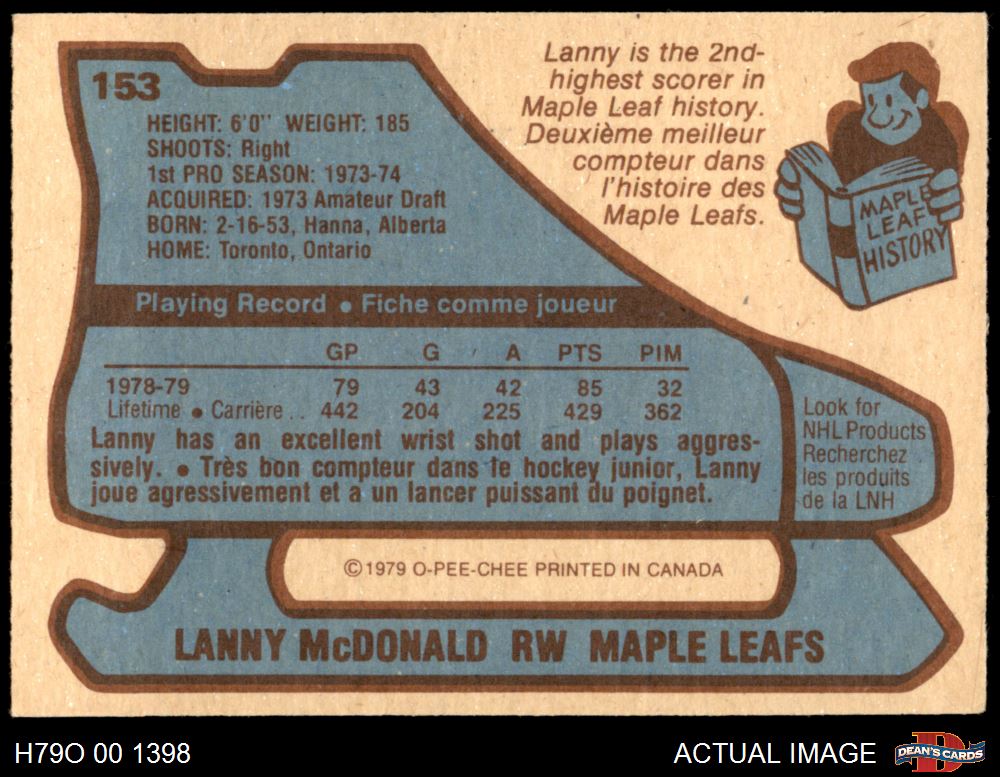 153
HEIGHT: 6'0" WEIGHT: 185
SHOOTS: Right
1st PRO SEASON: 1973-74
ACQUIRED: 1973 Amateur Draft
BORN: 2-16-53, Hanna, Alberta
HOME: Toronto, Ontario
Lanny is the 2nd-
highest scorer in
Maple Leaf history.
Deuxième meilleur
compteur dans
l'histoire des
Maple Leafs.
MAPLE
LEAF
HISTORY
Playing Record • Fiche comme joueur
GP G A PTS PIM
1978-79 79 43 42 85 32
Lifetime • Carrière .. 442 204 225 429 362
Lanny has an excellent wrist shot and plays aggres-
sively. • Très bon compteur dans le hockey junior, Lanny
joue agressivement et a un lancer puissant du poignet.
Look for
NHL Products
Recherchez
les produits
de la LNH
© 1979 O-PEE-CHEE PRINTED IN CANADA
LANNY McDONALD RW MAPLE LEAFS
H79O 00 1398
ACTUAL IMAGE
D
DEAN'S CARDS